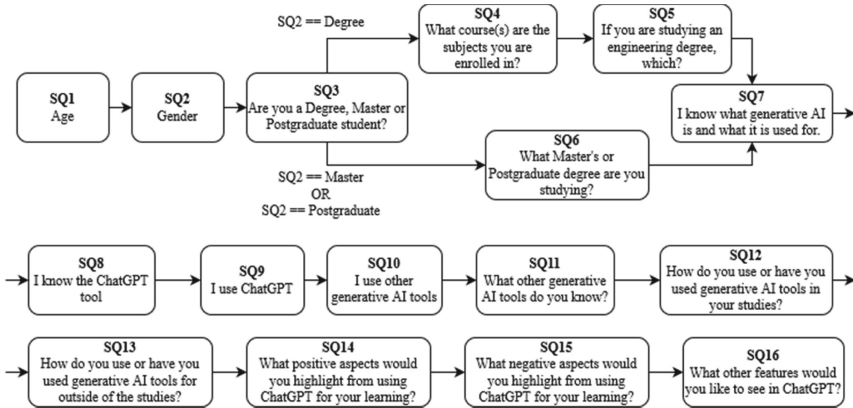 SQ2 == Degree
SQ4
What course(s) are the
subjects you are
enrolled in?
SQ5
If you are studying an
engineering degree,
which?
SQ1
Age
SQ2
Gender
SQ3
Are you a Degree, Master or
Postgraduate student?
SQ7
I know what generative AI
is and what it is used for.
SQ6
What Master's or
Postgraduate degree are you
studying?
SQ2 == Master
OR
SQ2 == Postgraduate
SQ8
I know the ChatGPT
tool
SQ9
I use ChatGPT
SQ10
I use other
generative AI tools
SQ11
What other generative
AI tools do you know?
SQ12
How do you use or have you
used generative AI tools in
your studies?
SQ13
How do you use or have you
used generative AI tools for
outside of the studies?
SQ14
What positive aspects would
you highlight from using
ChatGPT for your learning?
SQ15
What negative aspects would
you highlight from using
ChatGPT for your learning?
SQ16
What other features would
you like to see in ChatGPT?